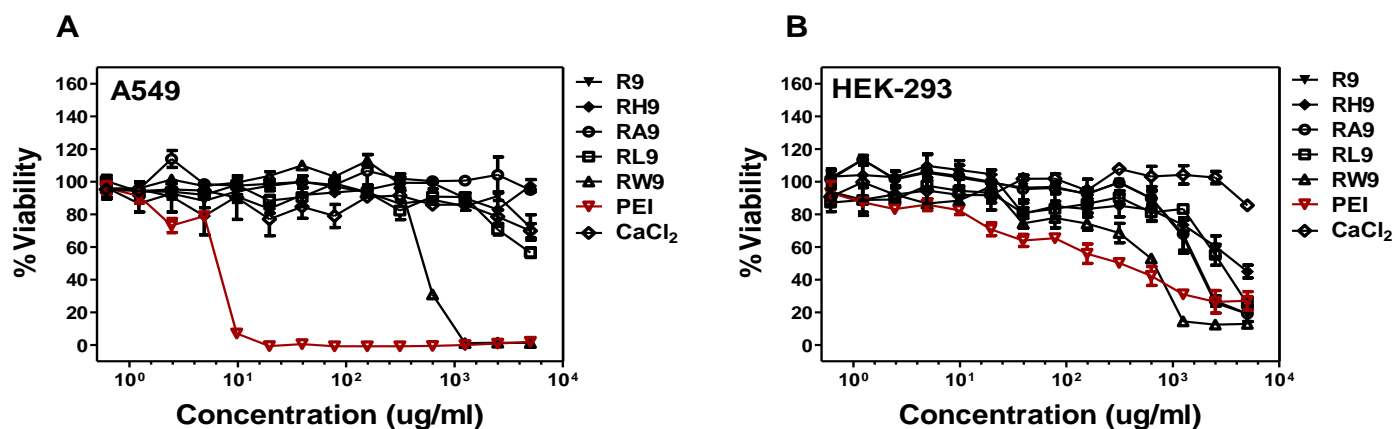 A
% Viability
160
140
120
100
80
60
40
20
0
A549
R9
RH9
RA9
RL9
RW9
PEI
CaCl₂
10⁰
10¹
10²
10³
10⁴
Concentration (ug/ml)
B
% Viability
160
140
120
100
80
60
40
20
0
HEK-293
R9
RH9
RA9
RL9
RW9
PEI
CaCl₂
10⁰
10¹
10²
10³
10⁴
Concentration (ug/ml)